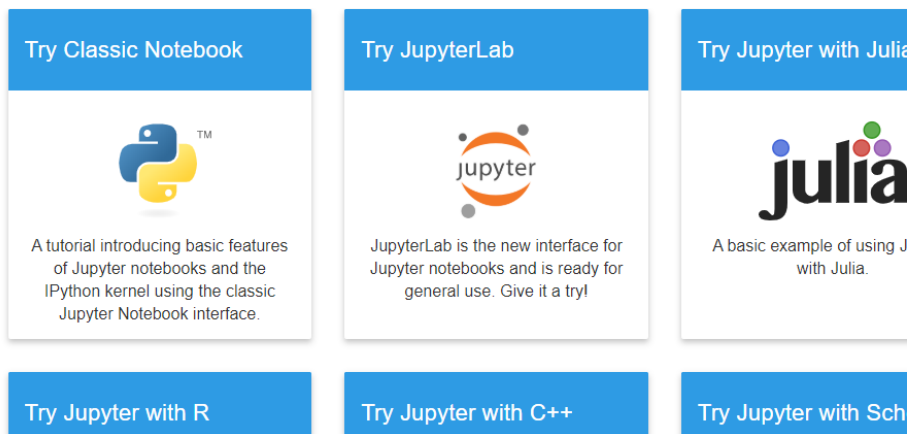 Try Classic Notebook
Try JupyterLab
Try Jupyter with Julia
TM
jupyter
julia
A tutorial introducing basic features
of Jupyter notebooks and the
IPython kernel using the classic
Jupyter Notebook interface.
JupyterLab is the new interface for
Jupyter notebooks and is ready for
general use. Give it a try!
A basic example of using
with Julia.
Try Jupyter with R
Try Jupyter with C++
Try Jupyter with